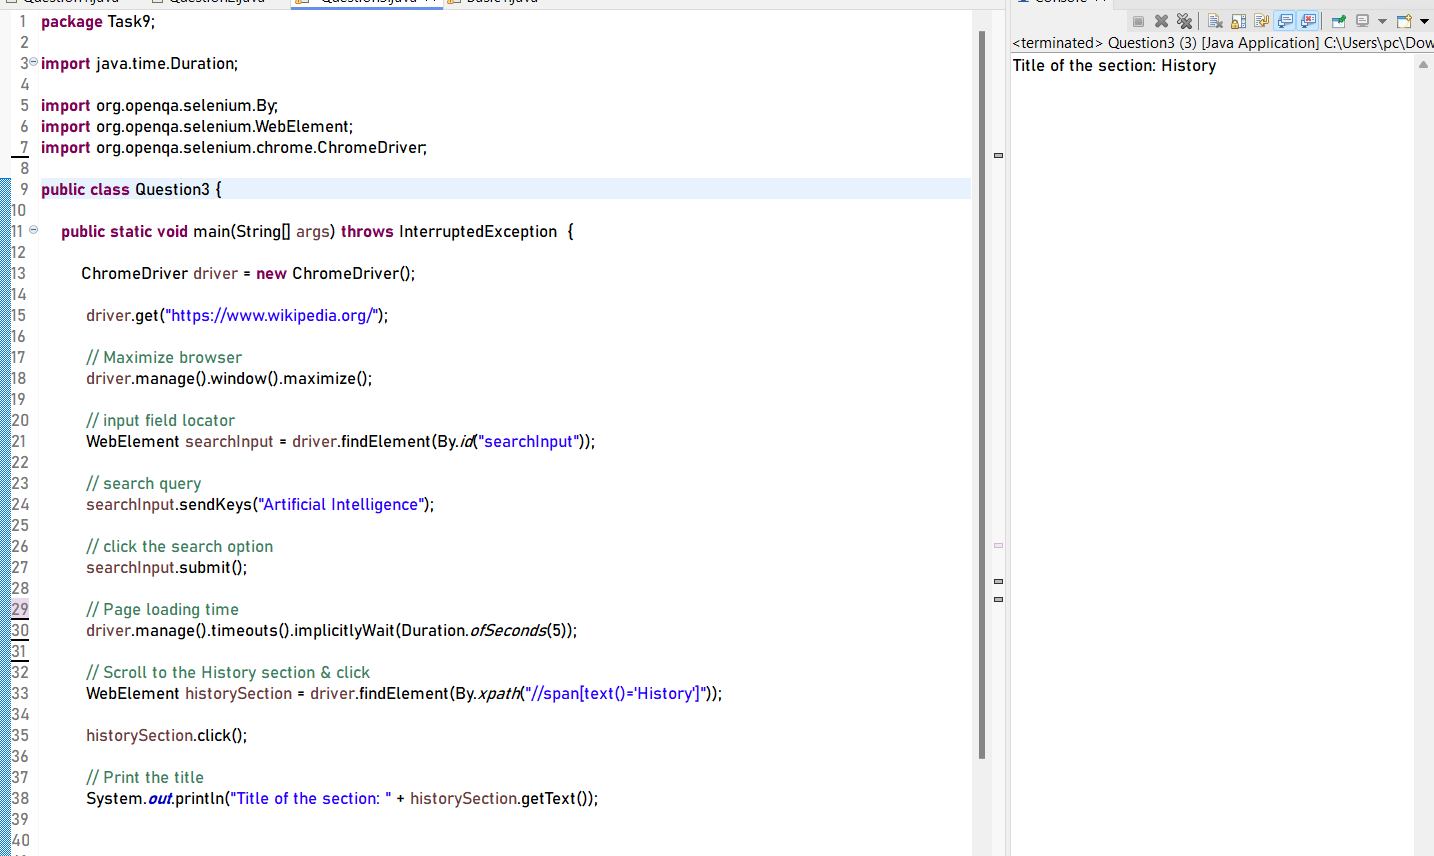 package Task9;
import java.time.Duration;
import org.openqa.selenium.By;
import org.openqa.selenium.WebElement;
import org.openqa.selenium.chrome.ChromeDriver;
public class Question3 {
public static void main(String[] args) throws InterruptedException {
ChromeDriver driver = new ChromeDriver();
driver.get("https://www.wikipedia.org/");
// Maximize browser
driver.manage().window().maximize();
// input field locator
WebElement searchInput = driver.findElement(By.id("searchInput"));
// search query
searchInput.sendKeys("Artificial Intelligence");
// click the search option
searchInput.submit();
// Page loading time
driver.manage().timeouts().implicitlyWait(Duration.ofSeconds(5));
// Scroll to the History section & click
WebElement historySection = driver.findElement(By.xpath("//span[text()='History']"));
historySection.click();
// Print the title
System.out.println("Title of the section: " + historySection.getText());
1
2
3
4
5
6
7
8
9
10
11
12
13
14
15
16
17
18
19
20
21
22
23
24
25
26
27
28
29
30
31
32
33
34
35
36
37
38
39
40
<terminated> Question3 (3) [Java Application] C:\Users\pc\Dow
Title of the section: History